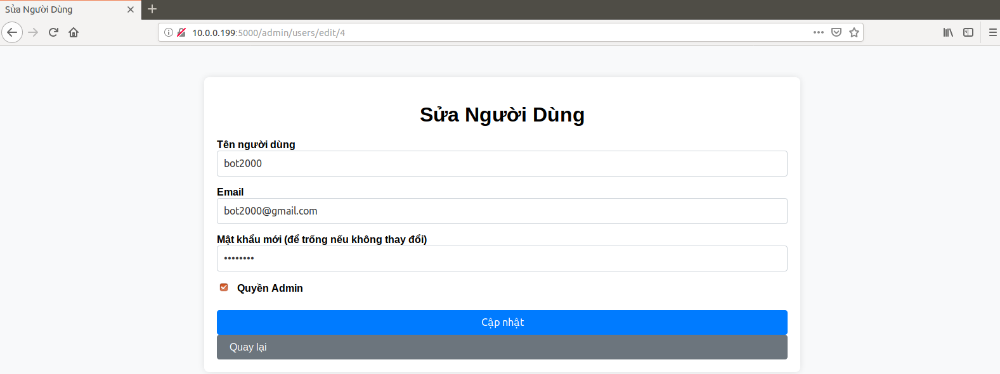 Sửa Người Dùng
10.0.0.199:5000/admin/users/edit/4
Sửa Người Dùng
Tên người dùng
bot2000
Email
bot2000@gmail.com
Mật khẩu mới (để trống nếu không thay đổi)
••••••••
Quyền Admin
Cập nhật
Quay lại